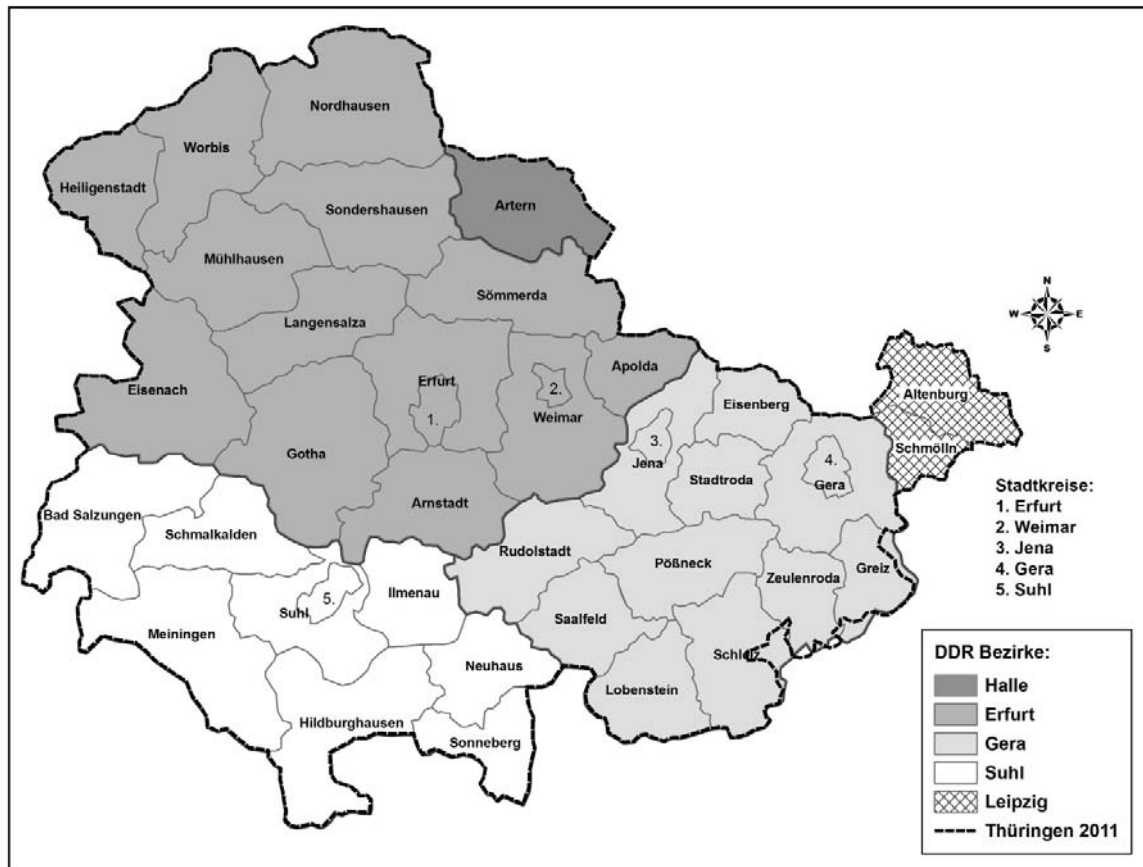 Nordhausen
Worbis
Heiligenstadt
Artern
Sondershausen
Mühlhausen
Sömmerda
Langensalza
N
W E
S
Eisenach
Erfurt
1.
2.
Weimar
Apolda
Eisenberg
Altenburg
Schmölln
Gotha
3.
Jena
Stadtroda
4.
Gera
Arnstadt
Bad Salzungen
Schmalkalden
Rudolstadt
Pößneck
Zeulenroda
Greiz
Ilmenau
5.
Suhl
Saalfeld
Meiningen
Neuhaus
Schleiz
Lobenstein
Hildburghausen
Sonneberg
Stadtkreise:
1. Erfurt
2. Weimar
3. Jena
4. Gera
5. Suhl
DDR Bezirke:
Halle
Erfurt
Gera
Suhl
Leipzig
Thüringen 2011